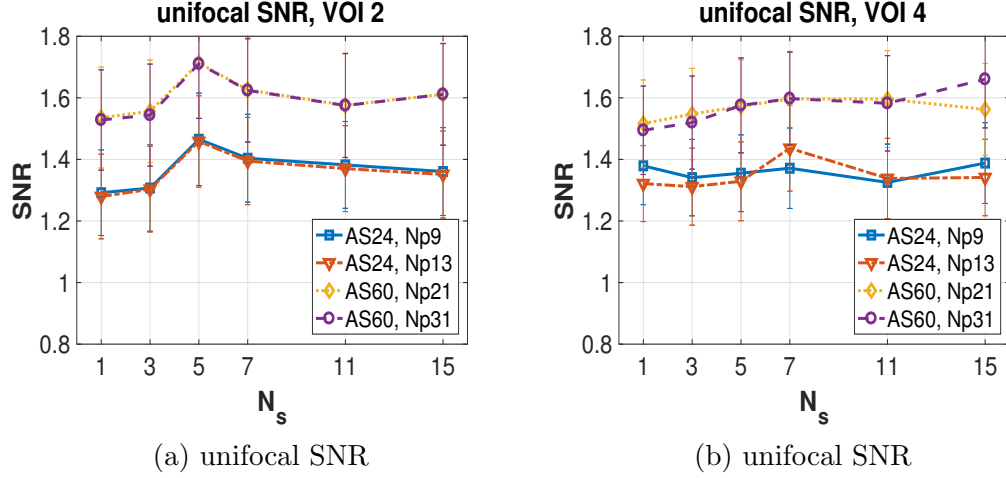 unifocal SNR, VOI 2
1.8
1.6
1.4
1.2
1
0.8
SNR
1 3 5 7 11 15
N_s
AS24, Np9
AS24, Np13
AS60, Np21
AS60, Np31
(a) unifocal SNR
unifocal SNR, VOI 4
1.8
1.6
1.4
1.2
1
0.8
SNR
1 3 5 7 11 15
N_s
AS24, Np9
AS24, Np13
AS60, Np21
AS60, Np31
(b) unifocal SNR